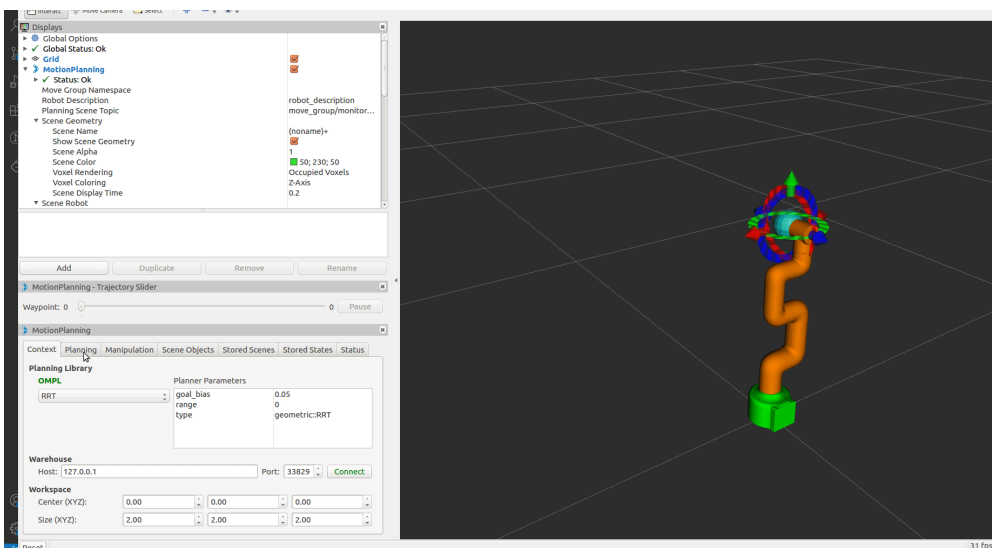 Interact Move Camera Select
Displays
Global Options
Global Status: Ok
Grid
MotionPlanning
Status: Ok
Move Group Namespace
Robot Description robot_description
Planning Scene Topic move_group/monitor...
Scene Geometry
Scene Name (noname)+
Show Scene Geometry
Scene Alpha 1
Scene Color 50; 230; 50
Voxel Rendering Occupied Voxels
Voxel Coloring Z-Axis
Scene Display Time 0.2
Scene Robot
Add Duplicate Remove Rename
MotionPlanning - Trajectory Slider
Waypoint: 0 0 Pause
MotionPlanning
Context Planning Manipulation Scene Objects Stored Scenes Stored States Status
Planning Library
OMPL Planner Parameters
RRT goal_bias 0.05
range 0
type geometric::RRT
Warehouse
Host: 127.0.0.1 Port: 33829 Connect
Workspace
Center (XYZ): 0.00 0.00 0.00
Size (XYZ): 2.00 2.00 2.00
Reset 31 fps